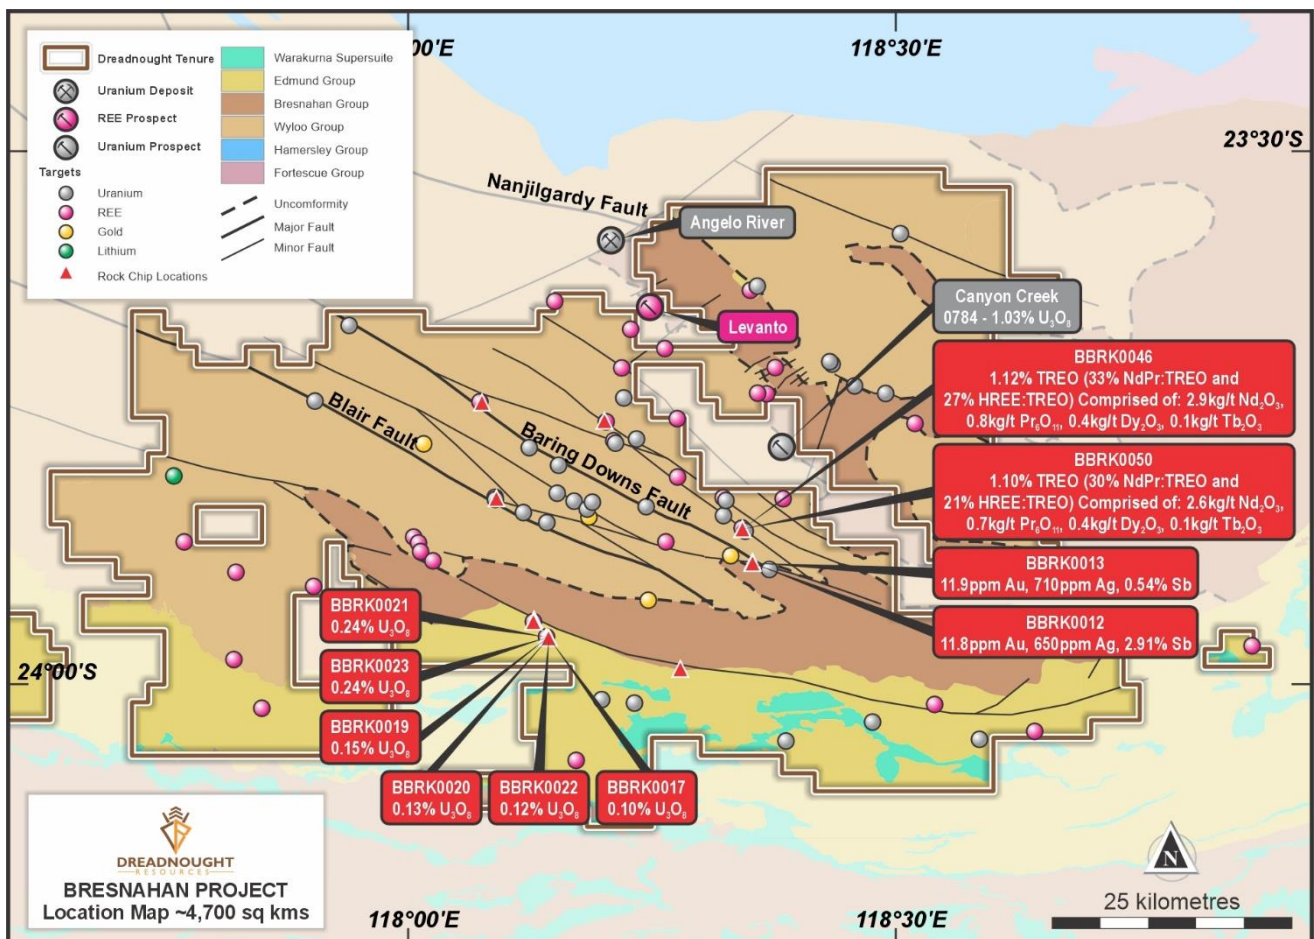 Dreadnought Tenure
Uranium Deposit
REE Prospect
Uranium Prospect
Targets
Uranium
REE
Gold
Lithium
Rock Chip Locations
Warakurna Supersuite
Edmund Group
Bresnahan Group
Wyloo Group
Hamersley Group
Fortescue Group
Uncomformity
Major Fault
Minor Fault
00'E
118°30'E
23°30'S
Nanjilgardy Fault
Angelo River
Levanto
Canyon Creek
0784 - 1.03% U₃O₈
BBRK0046
1.12% TREO (33% NdPr:TREO and
27% HREE:TREO) Comprised of: 2.9kg/t Nd₂O₃,
0.8kg/t Pr₆O₁₁, 0.4kg/t Dy₂O₃, 0.1kg/t Tb₂O₃
Blair Fault
Baring Downs Fault
BBRK0050
1.10% TREO (30% NdPr:TREO and
21% HREE:TREO) Comprised of: 2.6kg/t Nd₂O₃,
0.7kg/t Pr₆O₁₁, 0.4kg/t Dy₂O₃, 0.1kg/t Tb₂O₃
BBRK0013
11.9ppm Au, 710ppm Ag, 0.54% Sb
BBRK0012
11.8ppm Au, 650ppm Ag, 2.91% Sb
BBRK0021
0.24% U₃O₈
BBRK0023
0.24% U₃O₈
BBRK0019
0.15% U₃O₈
BBRK0020
0.13% U₃O₈
BBRK0022
0.12% U₃O₈
BBRK0017
0.10% U₃O₈
24°00'S
DREADNOUGHT
RESOURCES
BRESNAHAN PROJECT
Location Map ~4,700 sq kms
118°00'E
118°30'E
N
25 kilometres